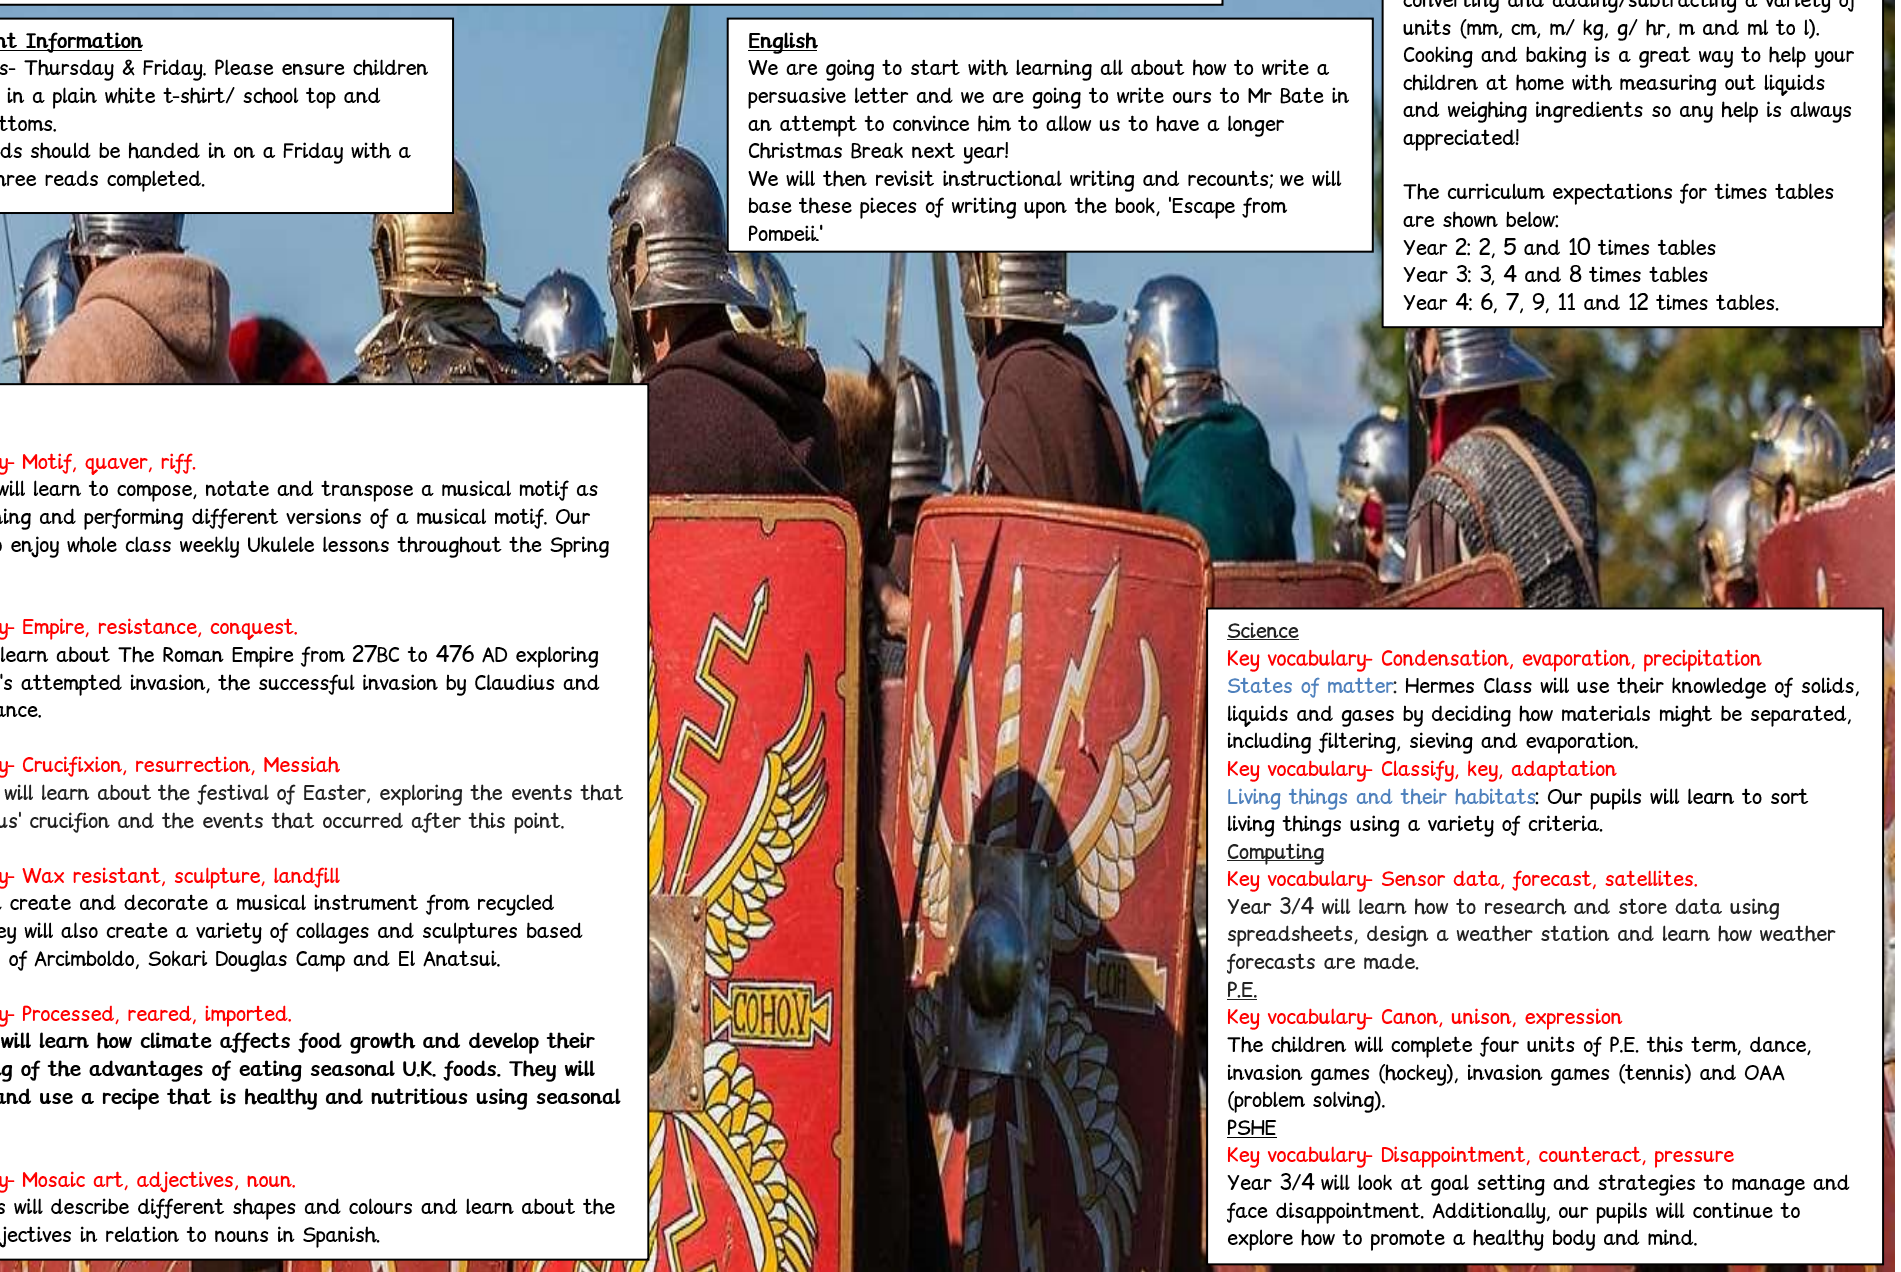 nt Information
s- Thursday & Friday. Please ensure children
in a plain white t-shirt/ school top and
ttoms.
ds should be handed in on a Friday with a
hree reads completed.
English
We are going to start with learning all about how to write a
persuasive letter and we are going to write ours to Mr Bate in
an attempt to convince him to allow us to have a longer
Christmas Break next year!
We will then revisit instructional writing and recounts; we will
base these pieces of writing upon the book, 'Escape from
Pompeii.'
converting and adding/subtracting a variety of
units (mm, cm, m/ kg, g/ hr, m and ml to l).
Cooking and baking is a great way to help your
children at home with measuring out liquids
and weighing ingredients so any help is always
appreciated!
The curriculum expectations for times tables
are shown below:
Year 2: 2, 5 and 10 times tables
Year 3: 3, 4 and 8 times tables
Year 4: 6, 7, 9, 11 and 12 times tables.
y- Motif, quaver, riff.
will learn to compose, notate and transpose a musical motif as
ning and performing different versions of a musical motif. Our
o enjoy whole class weekly Ukulele lessons throughout the Spring
y- Empire, resistance, conquest.
learn about The Roman Empire from 27BC to 476 AD exploring
's attempted invasion, the successful invasion by Claudius and
ance.
y- Crucifixion, resurrection, Messiah
will learn about the festival of Easter, exploring the events that
us' crucifion and the events that occurred after this point.
y- Wax resistant, sculpture, landfill
create and decorate a musical instrument from recycled
ey will also create a variety of collages and sculptures based
of Arcimboldo, Sokari Douglas Camp and El Anatsui.
y- Processed, reared, imported.
will learn how climate affects food growth and develop their
g of the advantages of eating seasonal U.K. foods. They will
and use a recipe that is healthy and nutritious using seasonal
y- Mosaic art, adjectives, noun.
s will describe different shapes and colours and learn about the
jectives in relation to nouns in Spanish.
COHO.V
COH
Science
Key vocabulary- Condensation, evaporation, precipitation
States of matter: Hermes Class will use their knowledge of solids,
liquids and gases by deciding how materials might be separated,
including filtering, sieving and evaporation.
Key vocabulary- Classify, key, adaptation
Living things and their habitats: Our pupils will learn to sort
living things using a variety of criteria.
Computing
Key vocabulary- Sensor data, forecast, satellites.
Year 3/4 will learn how to research and store data using
spreadsheets, design a weather station and learn how weather
forecasts are made.
P.E.
Key vocabulary- Canon, unison, expression
The children will complete four units of P.E. this term, dance,
invasion games (hockey), invasion games (tennis) and OAA
(problem solving).
PSHE
Key vocabulary- Disappointment, counteract, pressure
Year 3/4 will look at goal setting and strategies to manage and
face disappointment. Additionally, our pupils will continue to
explore how to promote a healthy body and mind.